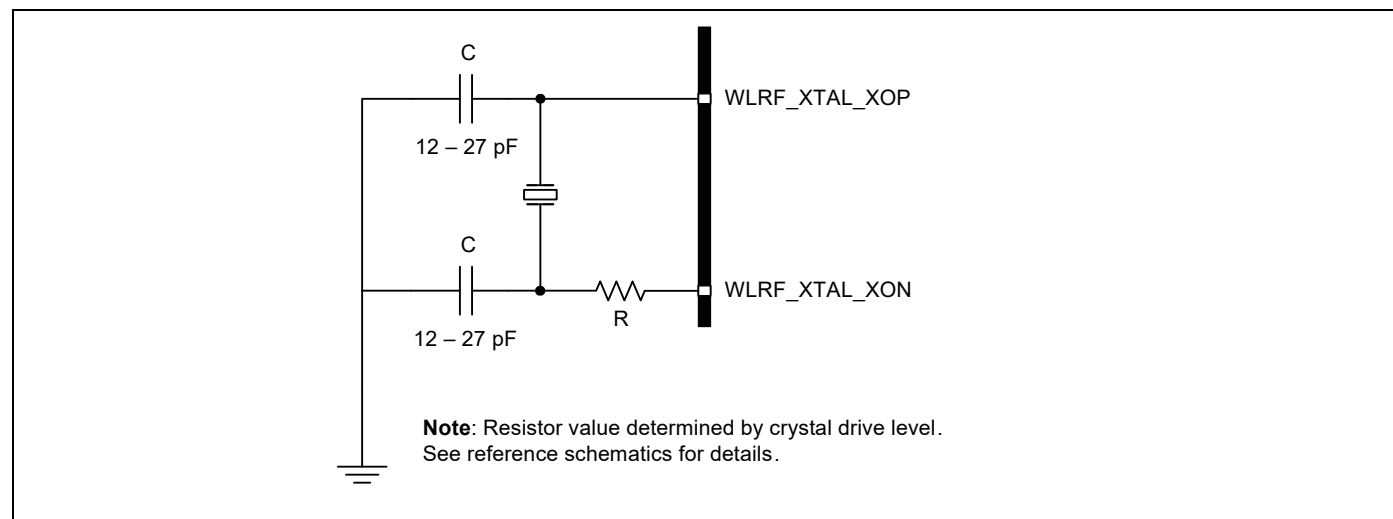 C
WLRF_XTAL_XOP
12 – 27 pF
C
WLRF_XTAL_XON
R
12 – 27 pF
Note: Resistor value determined by crystal drive level.
See reference schematics for details.